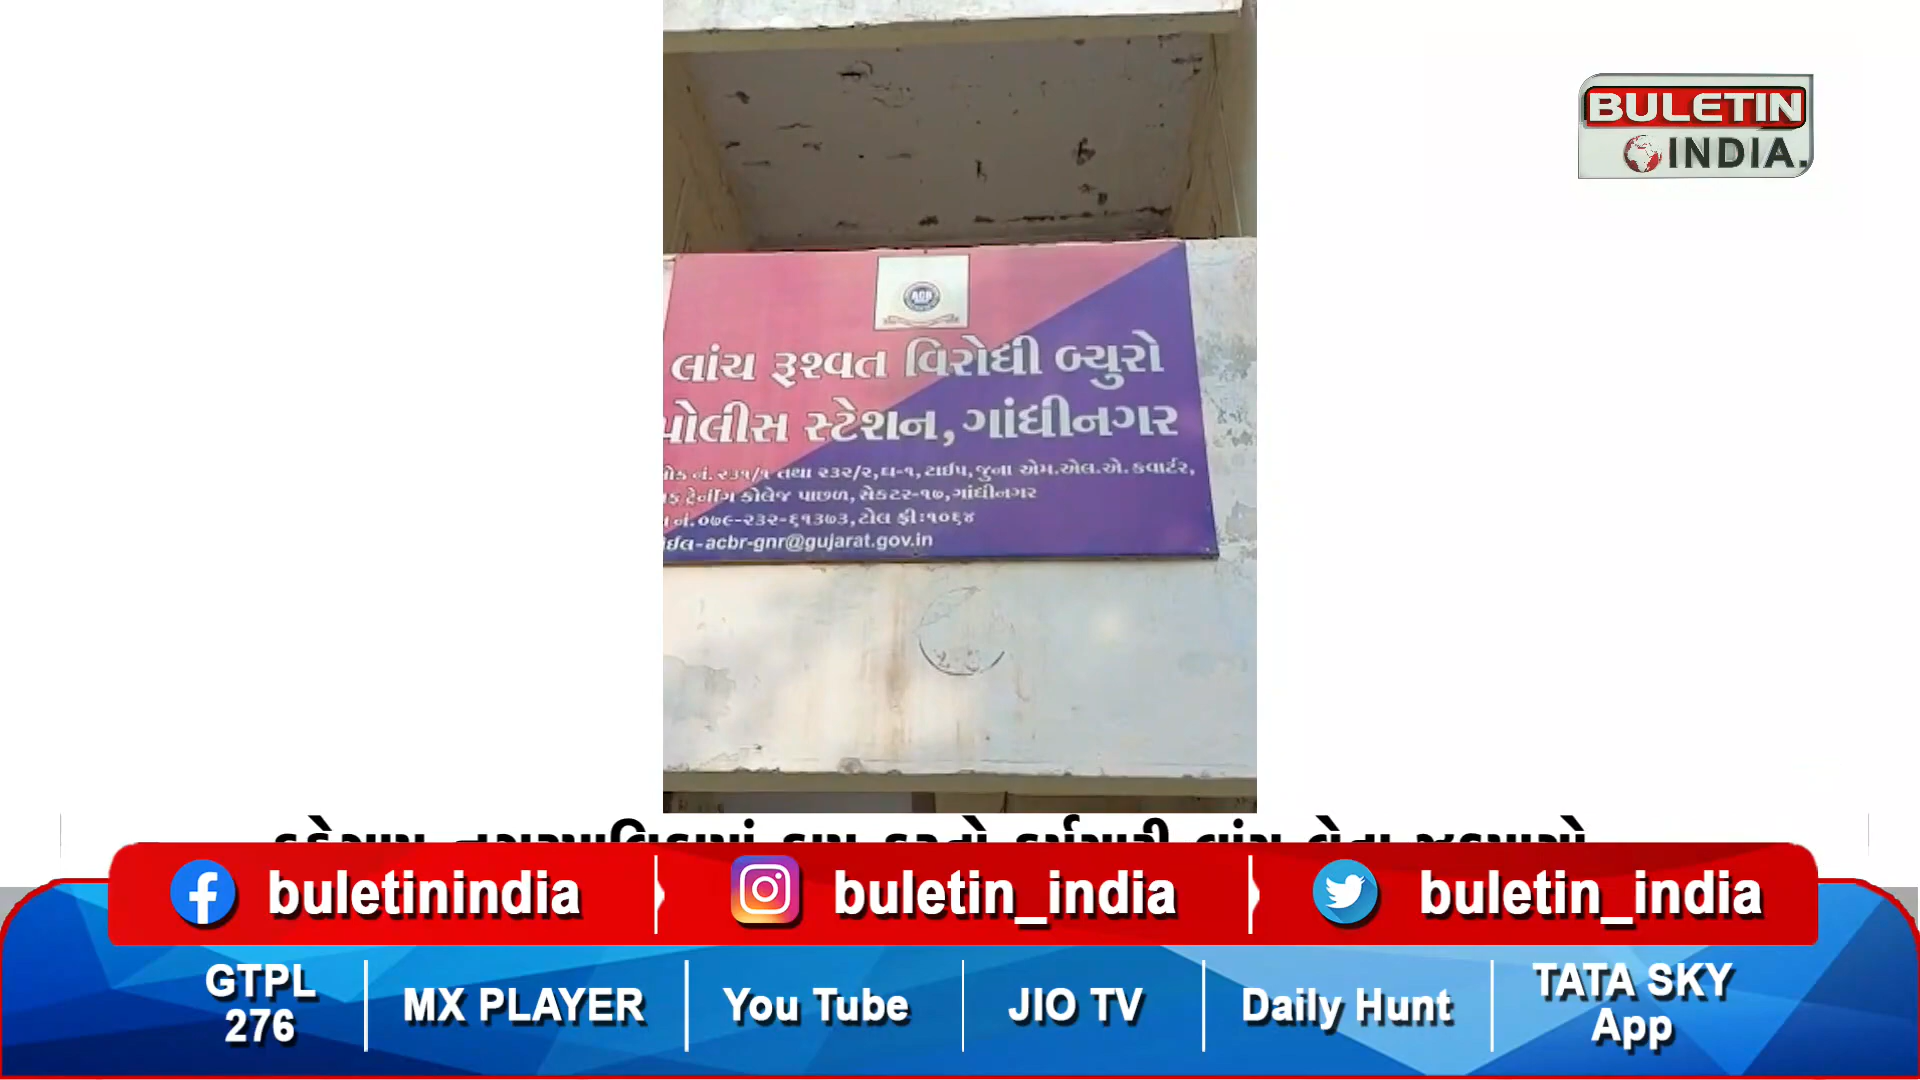 BULETIN
INDIA.
ACB
લાંચ રૂશ્વત વિરોધી બ્યુરો
પોલીસ સ્ટેશન, ગાંધીનગર
નં. ૨૩૧/૧ તથા ૨૩૨/૨, ઘ-૧, ટાઈપ, જુના એમ.એલ.એ. કવાર્ટર,
ટ્રેનીંગ કોલેજ પાછળ, સેકટર-૧૭, ગાંધીનગર
નં. ૦૭૯-૨૩૨-૬૧૩૭૩, ટોલ ફ્રી:૧૦૬૪
-acbr-gnr@gujarat.gov.in
buletinindia buletin_india buletin_india
GTPL 276 MX PLAYER You Tube JIO TV Daily Hunt TATA SKY App